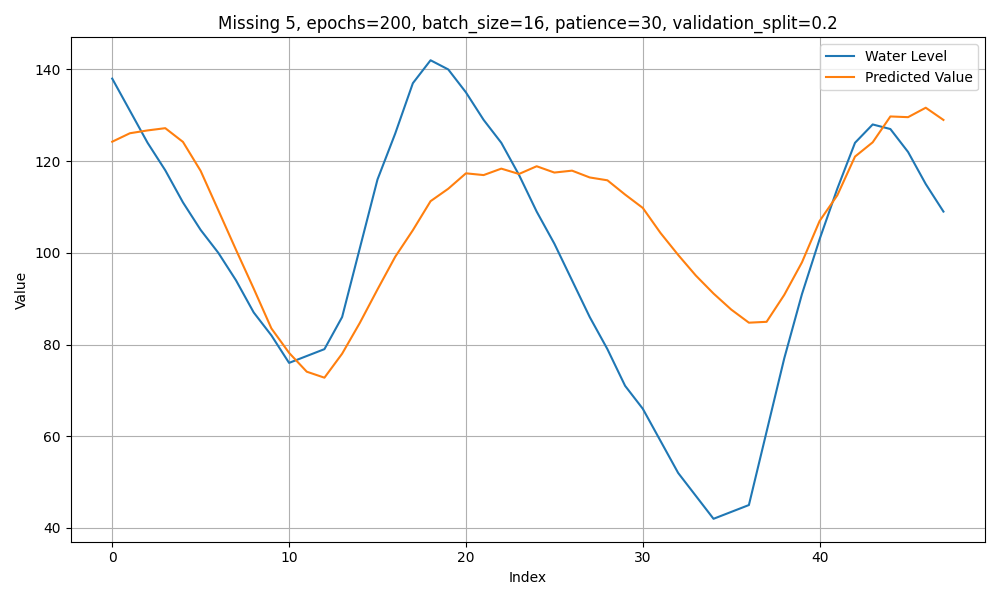 Missing 5, epochs=200, batch_size=16, patience=30, validation_split=0.2
Water Level
Predicted Value
Value
140
120
100
80
60
40
0 10 20 30 40
Index